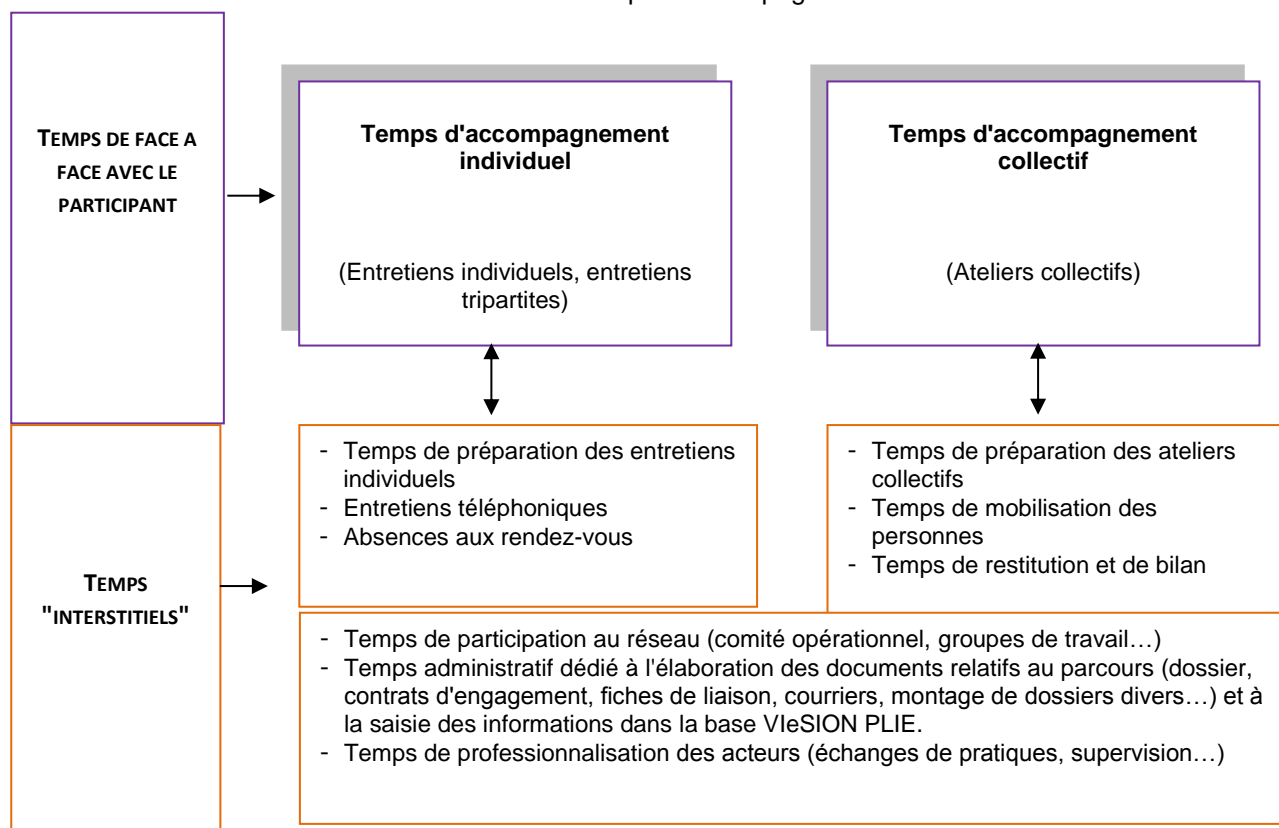 TEMPS DE FACE A
FACE AVEC LE
PARTICIPANT
Temps d'accompagnement
individuel
(Entretiens individuels, entretiens
tripartites)
Temps d'accompagnement
collectif
(Ateliers collectifs)
TEMPS
"INTERSTITIELS"
- Temps de préparation des entretiens
individuels
- Entretiens téléphoniques
- Absences aux rendez-vous
- Temps de préparation des ateliers
collectifs
- Temps de mobilisation des
personnes
- Temps de restitution et de bilan
- Temps de participation au réseau (comité opérationnel, groupes de travail…)
- Temps administratif dédié à l'élaboration des documents relatifs au parcours (dossier,
contrats d'engagement, fiches de liaison, courriers, montage de dossiers divers…) et à
la saisie des informations dans la base VIeSION PLIE.
- Temps de professionnalisation des acteurs (échanges de pratiques, supervision…)